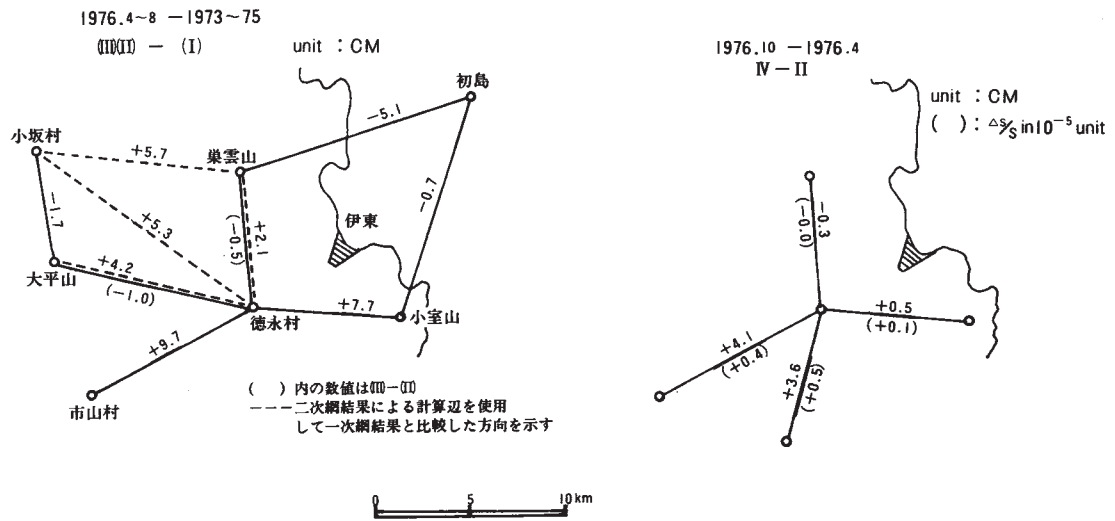 1976.4~8 -1973~75
(III)(II) - (I)
unit : CM
初島
-5.1
小坂村
+5.7
巣雲山
-1.7
+5.3
-0.7
+2.1
(-0.5)
伊東
+4.2
(-1.0)
大平山
徳永村
+7.7
小室山
+9.7
市山村
( ) 内の数値は(III)-(II)
---二次網結果による計算辺を使用
して一次網結果と比較した方向を示す
1976.10 -1976.4
IV-II
unit : CM
( ) : △S/S in 10⁻⁵ unit
-0.3
(-0.0)
+0.5
(+0.1)
+4.1
(+0.4)
+3.6
(+0.5)
0 5 10km